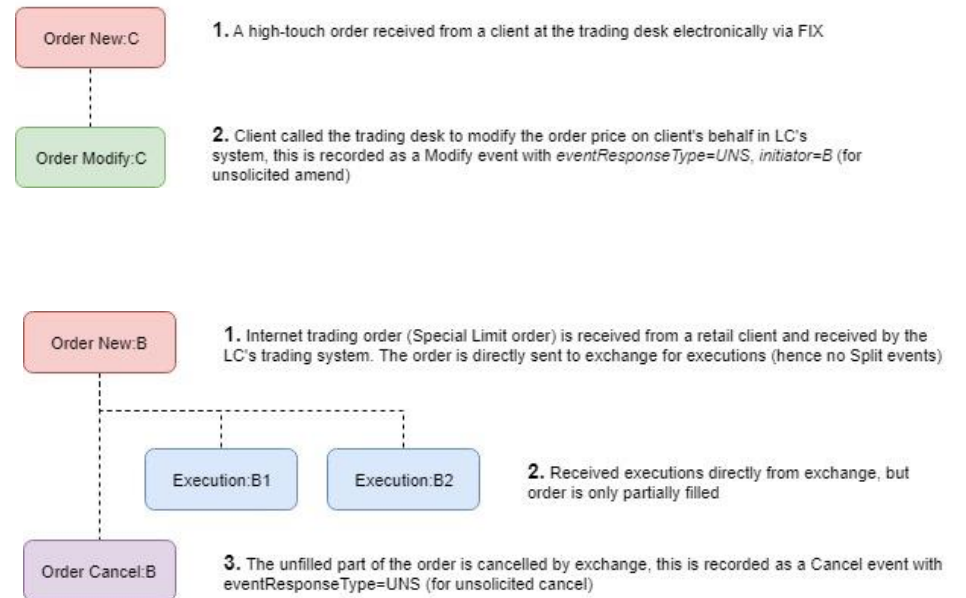 Order New:C
1. A high-touch order received from a client at the trading desk electronically via FIX
Order Modify:C
2. Client called the trading desk to modify the order price on client's behalf in LC's
system, this is recorded as a Modify event with eventResponseType=UNS, initiator=B (for
unsolicited amend)
Order New:B
1. Internet trading order (Special Limit order) is received from a retail client and received by the
LC's trading system. The order is directly sent to exchange for executions (hence no Split events)
Execution:B1
Execution:B2
2. Received executions directly from exchange, but
order is only partially filled
Order Cancel:B
3. The unfilled part of the order is cancelled by exchange, this is recorded as a Cancel event with
eventResponseType=UNS (for unsolicited cancel)